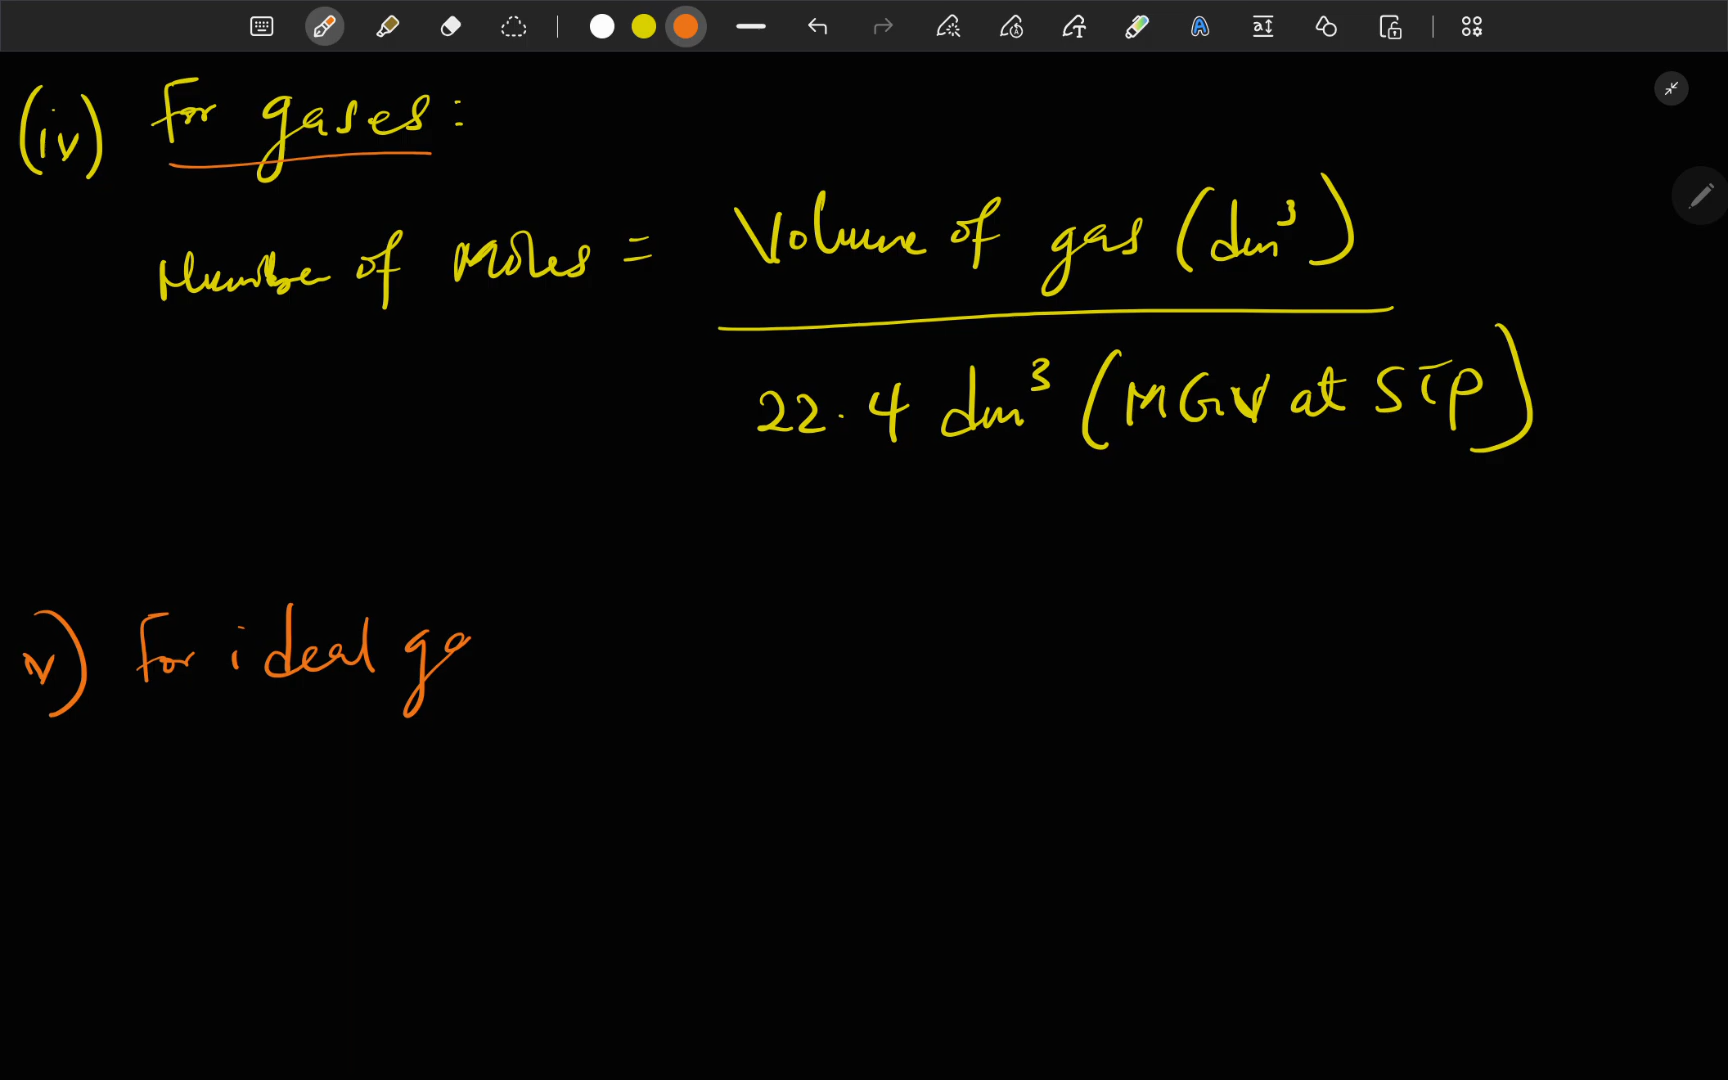 (iv) For gases:
Number of Moles = Volume of gas (dm³)
22.4 dm³ (MGV at STP)
v) For ideal ga